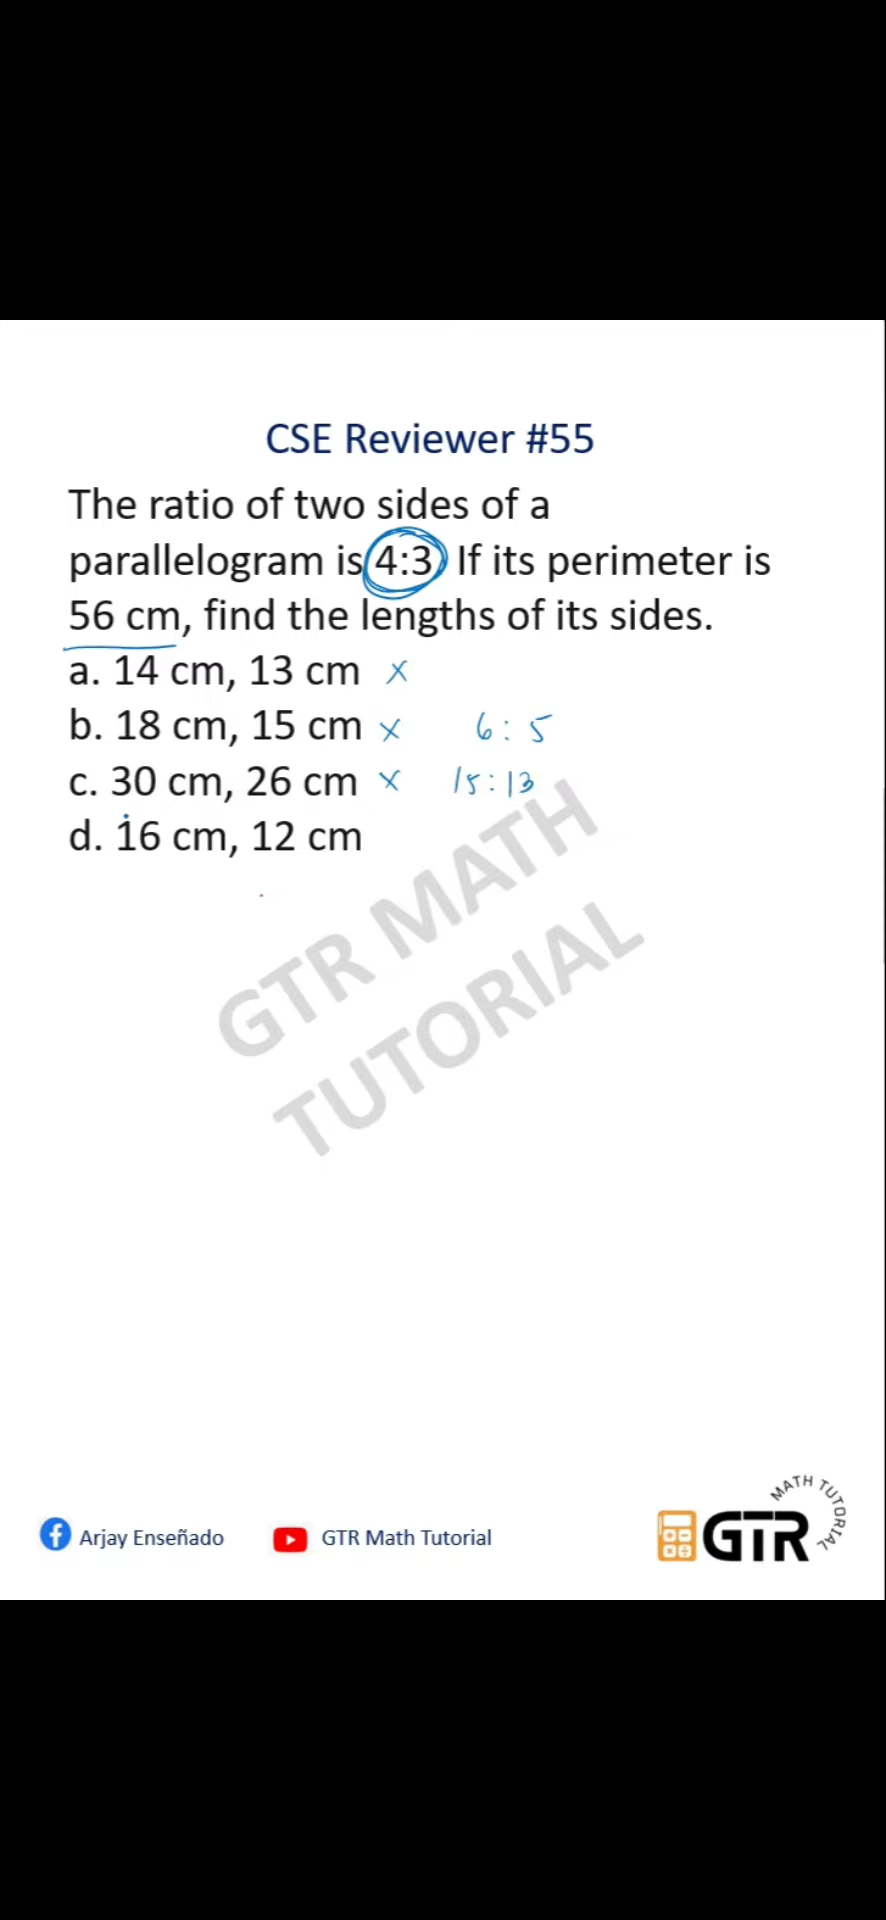 CSE Reviewer #55
The ratio of two sides of a
parallelogram is 4:3. If its perimeter is
56 cm, find the lengths of its sides.
a. 14 cm, 13 cm x
b. 18 cm, 15 cm x 6:5
c. 30 cm, 26 cm x 15:13
d. 16 cm, 12 cm
GTR MATH
TUTORIAL
Arjay Enseñado
GTR Math Tutorial
GTR MATH TUTORIAL